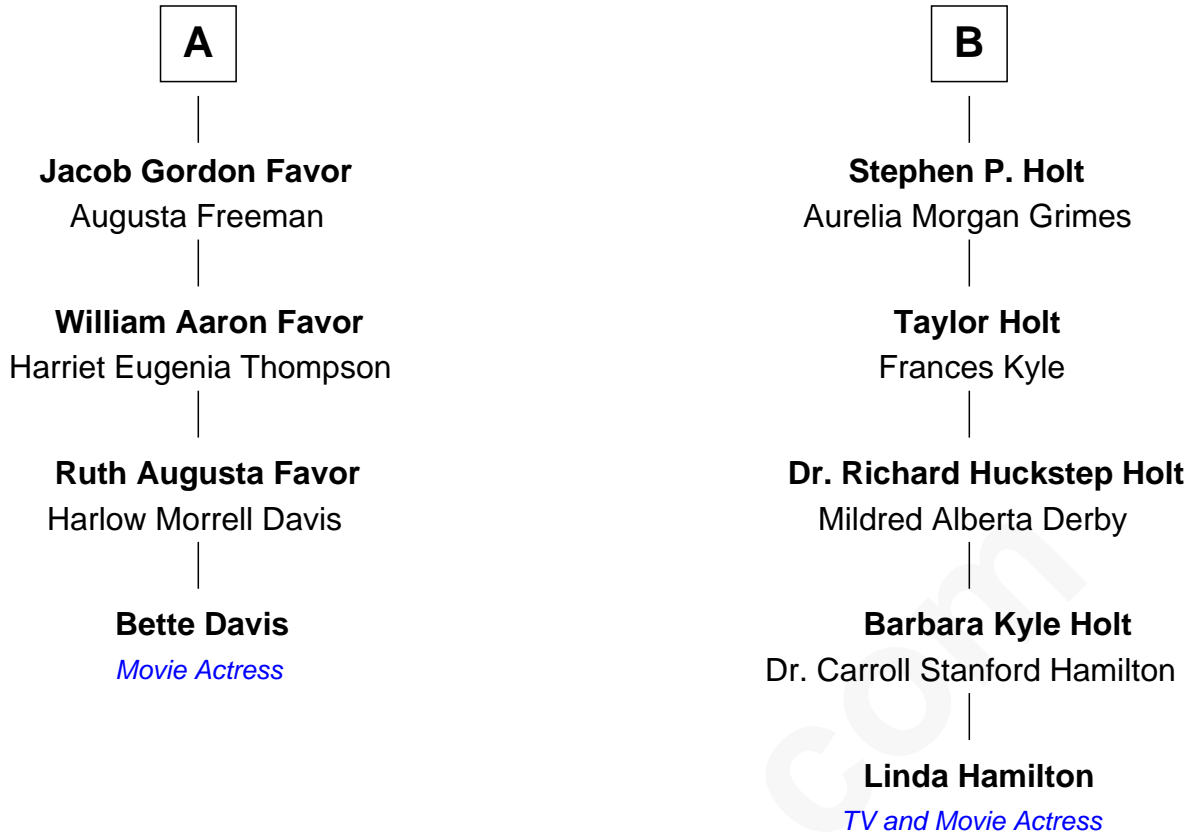 A
Jacob Gordon Favor
Augusta Freeman
William Aaron Favor
Harriet Eugenia Thompson
Ruth Augusta Favor
Harlow Morrell Davis
Bette Davis
Movie Actress
B
Stephen P. Holt
Aurelia Morgan Grimes
Taylor Holt
Frances Kyle
Dr. Richard Huckstep Holt
Mildred Alberta Derby
Barbara Kyle Holt
Dr. Carroll Stanford Hamilton
Linda Hamilton
TV and Movie Actress
com